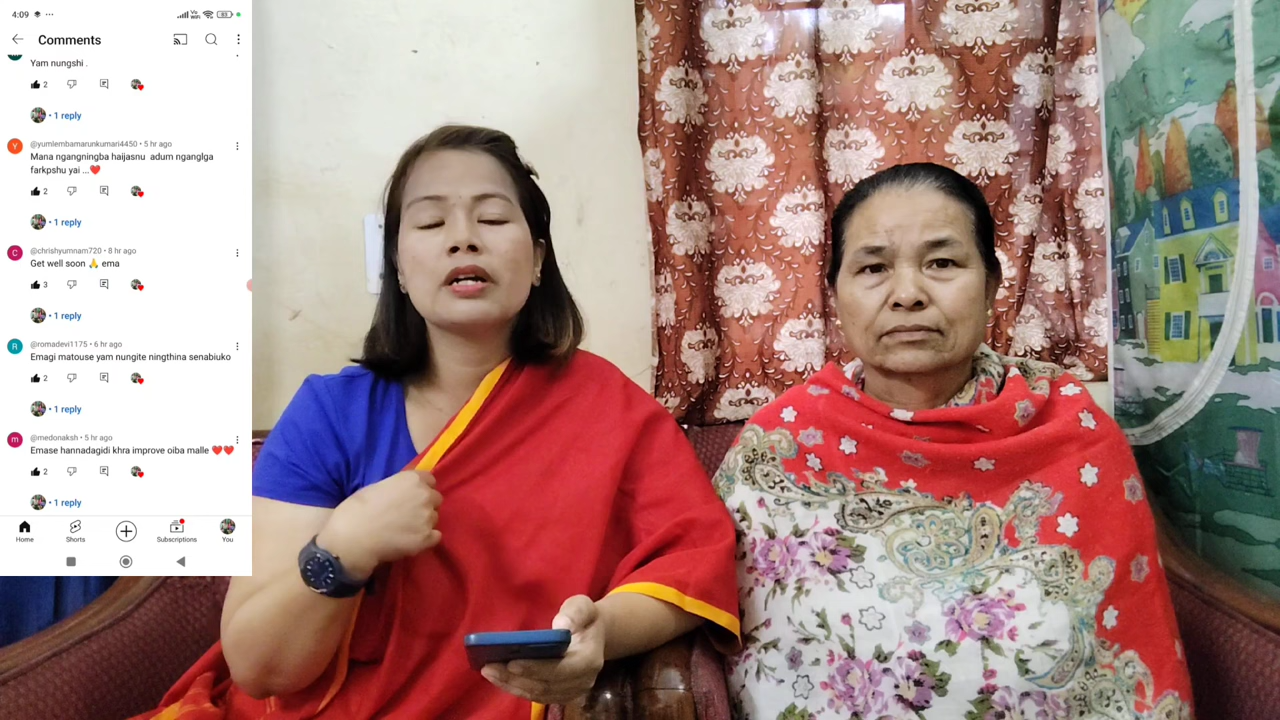 4:09
Vo
WiFi
83
Comments
Yam nungshi .
2
• 1 reply
Y
@yumlembamarunkumari4450 • 5 hr ago
Mana ngangningba haijasnu adum nganglga
farkpshu yai ...❤️
2
• 1 reply
C
@chrishyumnam720 • 8 hr ago
Get well soon 🙏 ema
3
• 1 reply
R
@romadevi1175 • 6 hr ago
Emagi matouse yam nungite ningthina senabiuko
2
• 1 reply
m
@medonaksh • 5 hr ago
Emase hannadagidi khra improve oiba malle ❤️❤️
2
• 1 reply
Home
Shorts
Subscriptions
You